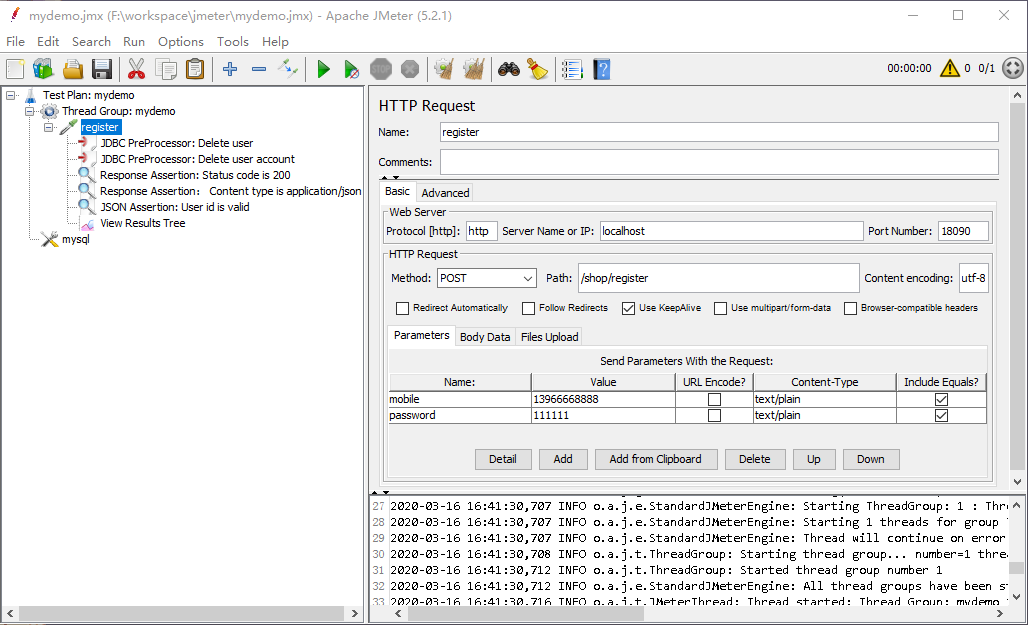 mydemo.jmx (F:\workspace\jmeter\mydemo.jmx) - Apache JMeter (5.2.1)
File Edit Search Run Options Tools Help
00:00:00 0 0/1
Test Plan: mydemo
Thread Group: mydemo
register
JDBC PreProcessor: Delete user
JDBC PreProcessor: Delete user account
Response Assertion: Status code is 200
Response Assertion： Content type is application/json
JSON Assertion: User id is valid
View Results Tree
mysql
HTTP Request
Name: register
Comments:
Basic Advanced
Web Server
Protocol [http]: http Server Name or IP: localhost Port Number: 18090
HTTP Request
Method: POST Path: /shop/register Content encoding: utf-8
Redirect Automatically Follow Redirects Use KeepAlive Use multipart/form-data Browser-compatible headers
Parameters Body Data Files Upload
Send Parameters With the Request:
Name: Value URL Encode? Content-Type Include Equals?
mobile 13966668888 text/plain
password 111111 text/plain
Detail Add Add from Clipboard Delete Up Down
27 2020-03-16 16:41:30,707 INFO o.a.j.e.StandardJMeterEngine: Starting ThreadGroup: 1 : Thre
28 2020-03-16 16:41:30,707 INFO o.a.j.e.StandardJMeterEngine: Starting 1 threads for group
29 2020-03-16 16:41:30,707 INFO o.a.j.e.StandardJMeterEngine: Thread will continue on error
30 2020-03-16 16:41:30,708 INFO o.a.j.t.ThreadGroup: Starting thread group... number=1 threa
31 2020-03-16 16:41:30,712 INFO o.a.j.t.ThreadGroup: Started thread group number 1
32 2020-03-16 16:41:30,712 INFO o.a.j.e.StandardJMeterEngine: All thread groups have been st
33 2020-03-16 16:41:30,716 INFO o.a.j.t.JMeterThread: Thread started: Thread Group: mydemo